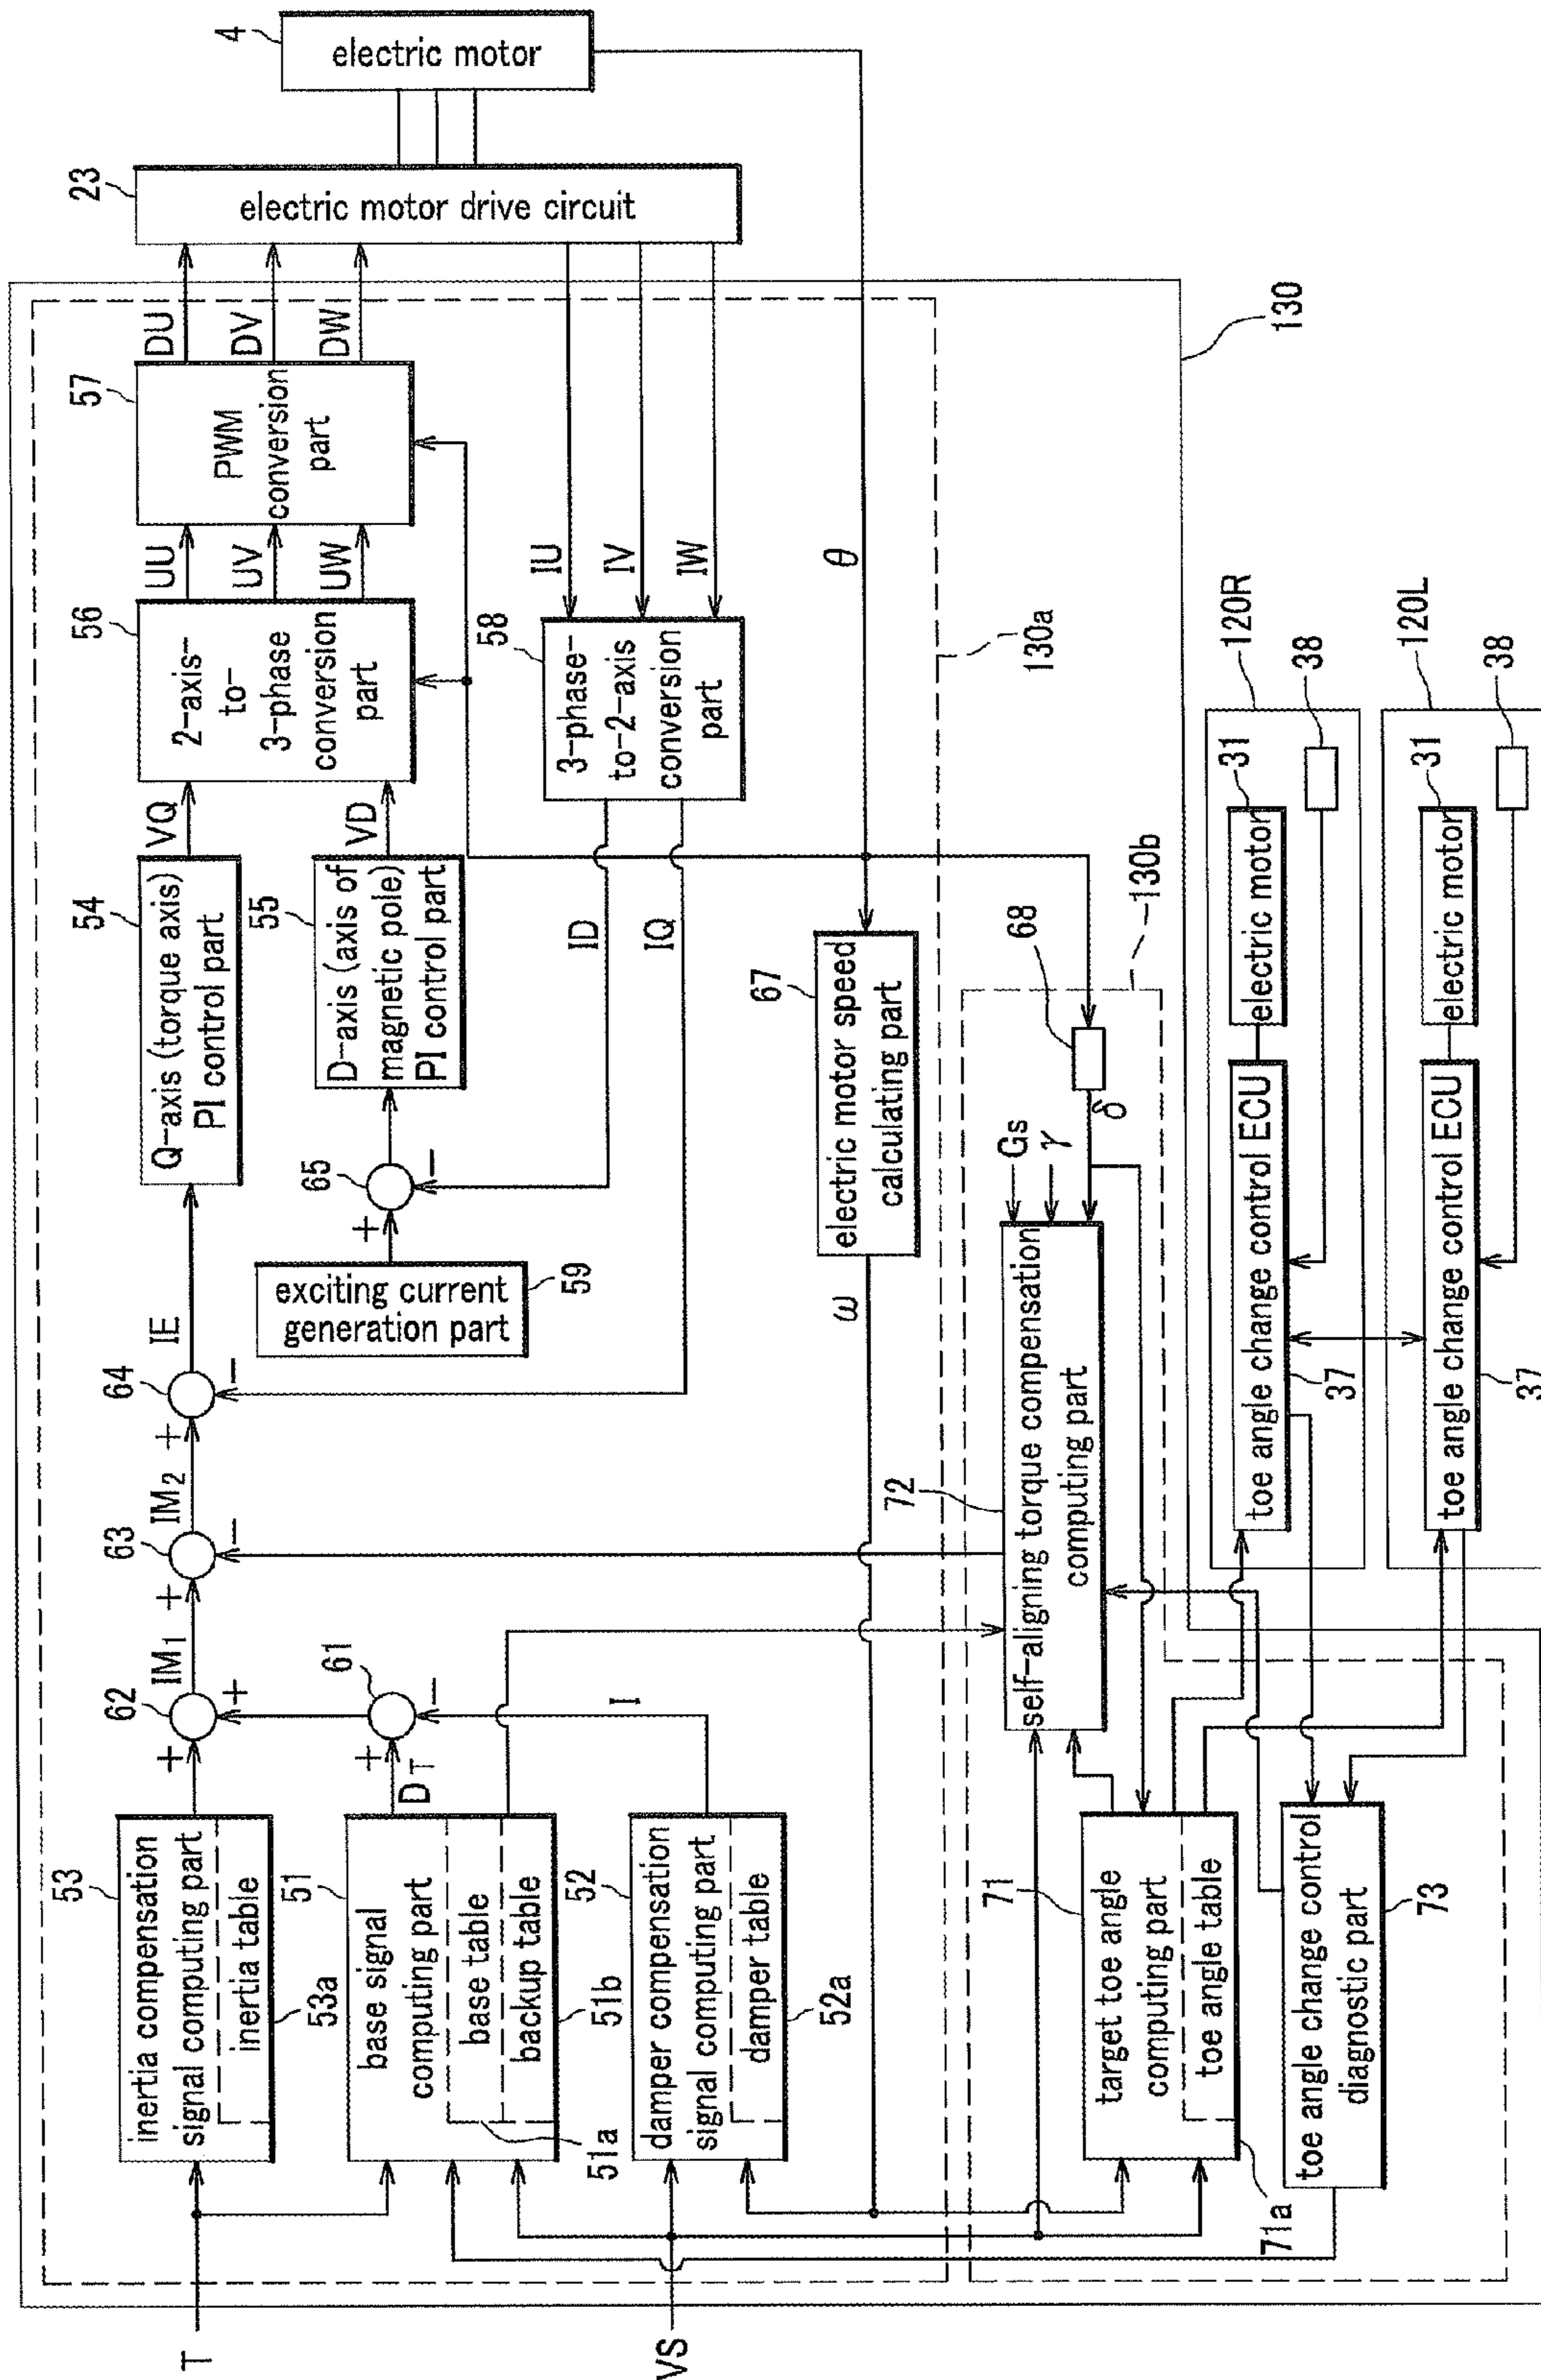 T
VS
53
inertia compensation
signal computing part
inertia table
53a
51
base signal
computing part
base table
backup table
51a
51b
52
damper compensation
signal computing part
damper table
52a
+
62
+
IM1
+
DT
61
-
I
+
63
-
IM2
+
64
-
IE
exciting current
generation part
59
+
65
-
54
Q-axis (torque axis)
PI control part
55
D-axis (axis of
magnetic pole)
PI control part
VQ
VD
ID
IQ
56
2-axis-
to-
3-phase
conversion
part
UU
UV
UW
57
PWM
conversion
part
DU
DV
DW
58
3-phase-
to-2-axis
conversion
part
IU
IV
IW
23
electric motor drive circuit
4
electric motor
θ
67
electric motor speed
calculating part
ω
130a
130
130b
68
δ
Gs
γ
72
self-aligning torque compensation
computing part
71
target toe angle
computing part
toe angle table
71a
toe angle change control
diagnostic part
73
120R
toe angle change control ECU
37
electric motor
31
38
120L
toe angle change control ECU
37
electric motor
31
38